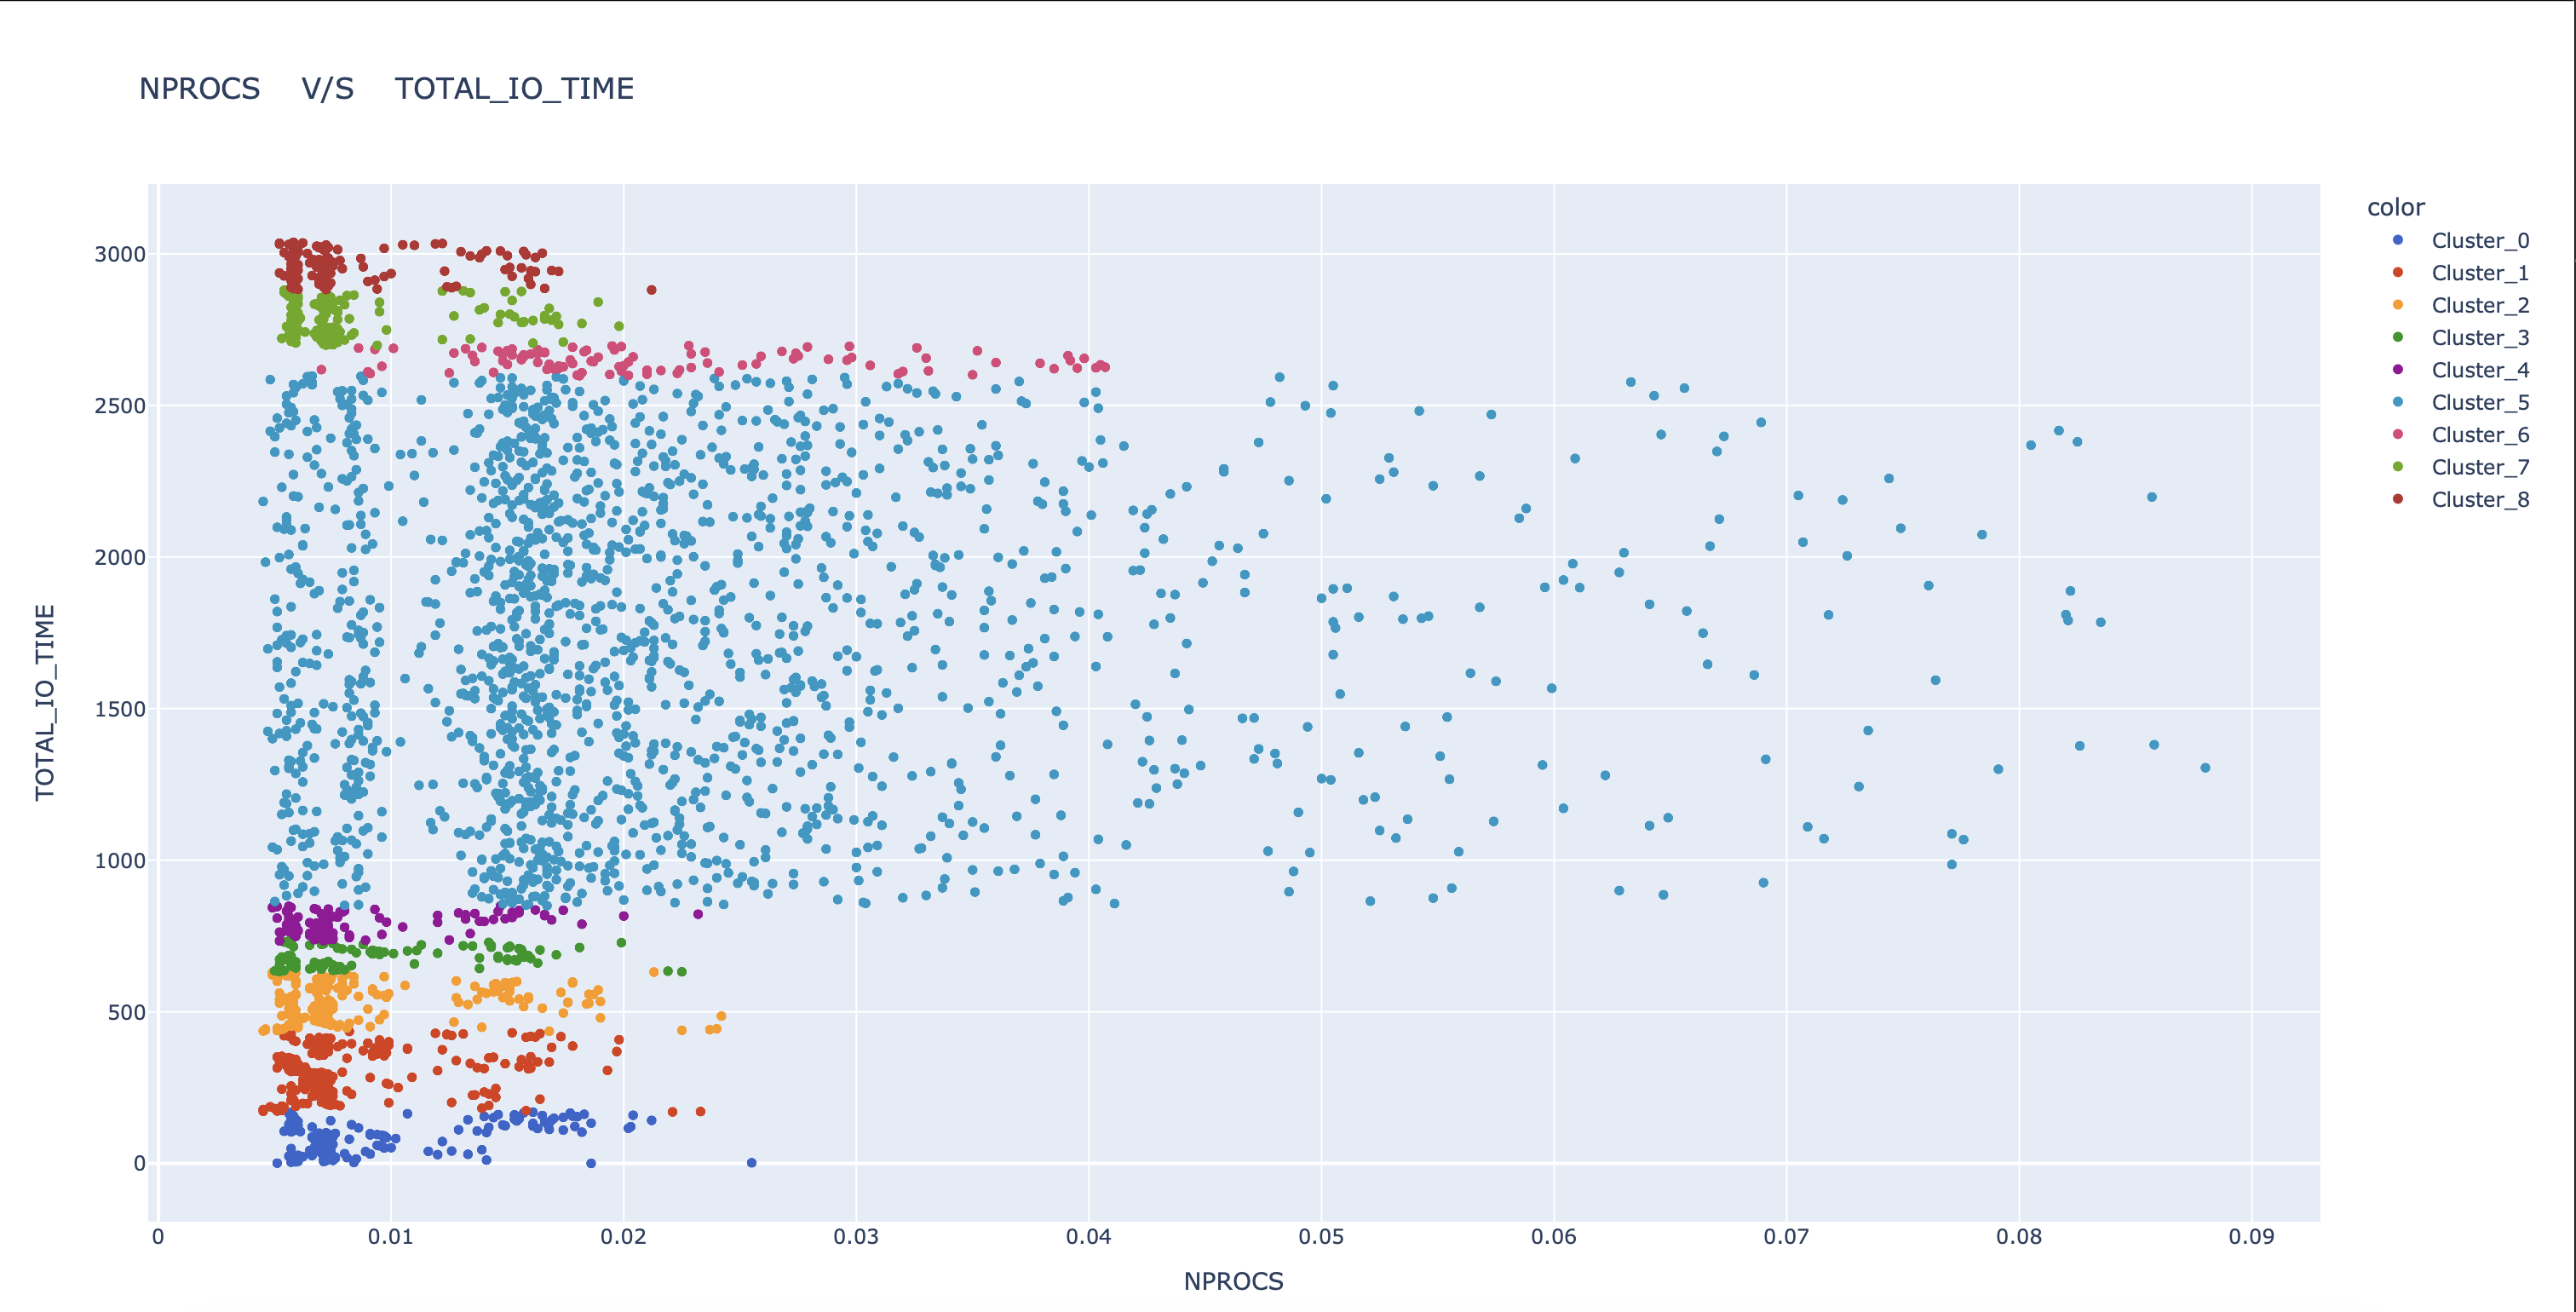 NPROCS V/S TOTAL_IO_TIME
color
Cluster_0
Cluster_1
Cluster_2
Cluster_3
Cluster_4
Cluster_5
Cluster_6
Cluster_7
Cluster_8
TOTAL_IO_TIME
3000
2500
2000
1500
1000
500
0
0 0.01 0.02 0.03 0.04 0.05 0.06 0.07 0.08 0.09
NPROCS